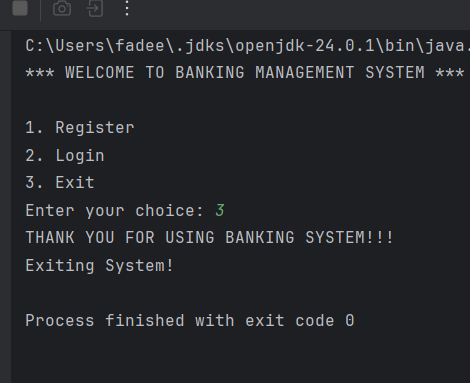 C:\Users\fadee\.jdks\openjdk-24.0.1\bin\java.
*** WELCOME TO BANKING MANAGEMENT SYSTEM ***
1. Register
2. Login
3. Exit
Enter your choice: 3
THANK YOU FOR USING BANKING SYSTEM!!!
Exiting System!
Process finished with exit code 0